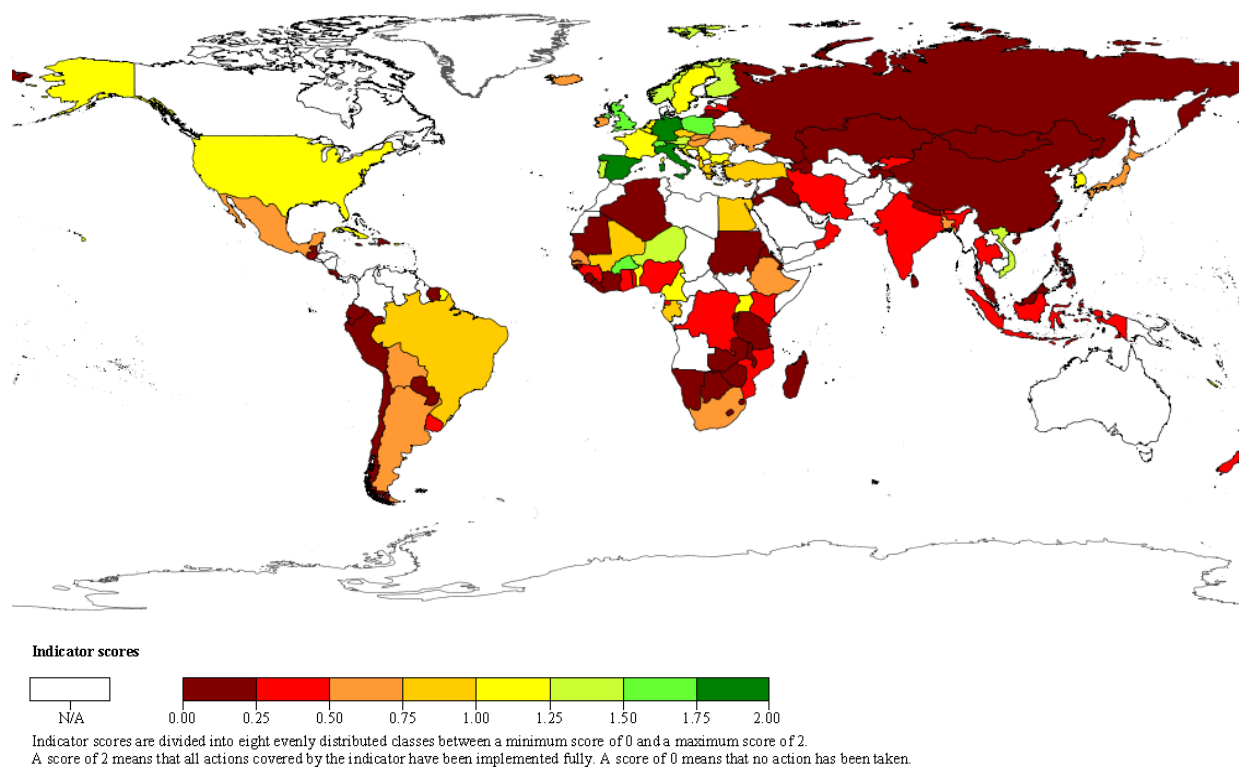 Indicator scores
N/A
0.00 0.25 0.50 0.75 1.00 1.25 1.50 1.75 2.00
Indicator scores are divided into eight evenly distributed classes between a minimum score of 0 and a maximum score of 2.
A score of 2 means that all actions covered by the indicator have been implemented fully. A score of 0 means that no action has been taken.